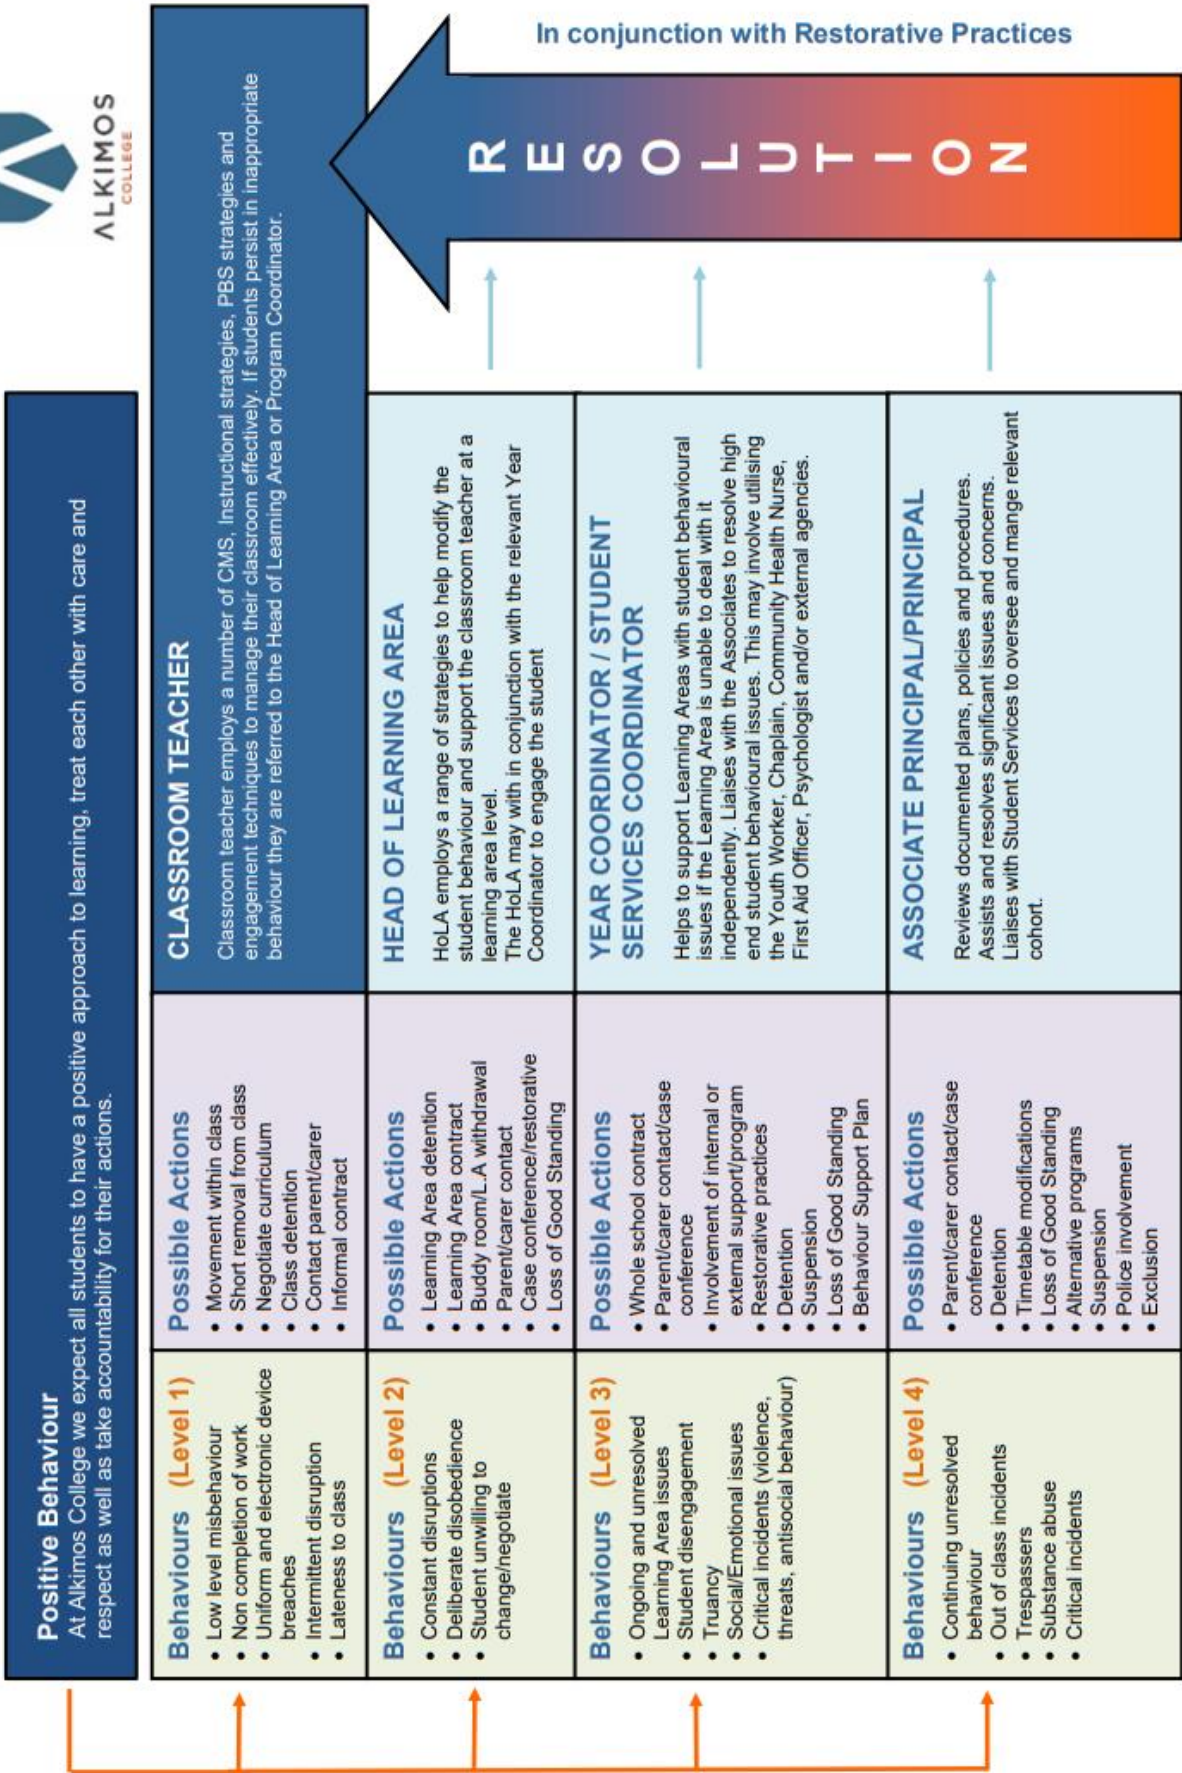 Positive Behaviour
At Alkimos College we expect all students to have a positive approach to learning, treat each other with care and
respect as well as take accountability for their actions.
ALKIMOS
COLLEGE
Behaviours (Level 1)
• Low level misbehaviour
• Non completion of work
• Uniform and electronic device
breaches
• Intermittent disruption
• Lateness to class
Possible Actions
• Movement within class
• Short removal from class
• Negotiate curriculum
• Class detention
• Contact parent/carer
• Informal contract
CLASSROOM TEACHER
Classroom teacher employs a number of CMS, Instructional strategies, PBS strategies and
engagement techniques to manage their classroom effectively. If students persist in inappropriate
behaviour they are referred to the Head of Learning Area or Program Coordinator.
Behaviours (Level 2)
• Constant disruptions
• Deliberate disobedience
• Student unwilling to
change/negotiate
Possible Actions
• Learning Area detention
• Learning Area contract
• Buddy room/L.A withdrawal
• Parent/carer contact
• Case conference/restorative
• Loss of Good Standing
HEAD OF LEARNING AREA
HoLA employs a range of strategies to help modify the
student behaviour and support the classroom teacher at a
learning area level.
The HoLA may with in conjunction with the relevant Year
Coordinator to engage the student
Behaviours (Level 3)
• Ongoing and unresolved
Learning Area issues
• Student disengagement
• Truancy
• Social/Emotional issues
• Critical incidents (violence,
threats, antisocial behaviour)
Possible Actions
• Whole school contract
• Parent/carer contact/case
conference
• Involvement of internal or
external support/program
• Restorative practices
• Detention
• Suspension
• Loss of Good Standing
• Behaviour Support Plan
YEAR COORDINATOR / STUDENT
SERVICES COORDINATOR
Helps to support Learning Areas with student behavioural
issues if the Learning Area is unable to deal with it
independently. Liaises with the Associates to resolve high
end student behavioural issues. This may involve utilising
the Youth Worker, Chaplain, Community Health Nurse,
First Aid Officer, Psychologist and/or external agencies.
Behaviours (Level 4)
• Continuing unresolved
behaviour
• Out of class incidents
• Trespassers
• Substance abuse
• Critical incidents
Possible Actions
• Parent/carer contact/case
conference
• Detention
• Timetable modifications
• Loss of Good Standing
• Alternative programs
• Suspension
• Police involvement
• Exclusion
ASSOCIATE PRINCIPAL/PRINCIPAL
Reviews documented plans, policies and procedures.
Assists and resolves significant issues and concerns.
Liaises with Student Services to oversee and mange relevant
cohort.
RESOLUTION
In conjunction with Restorative Practices